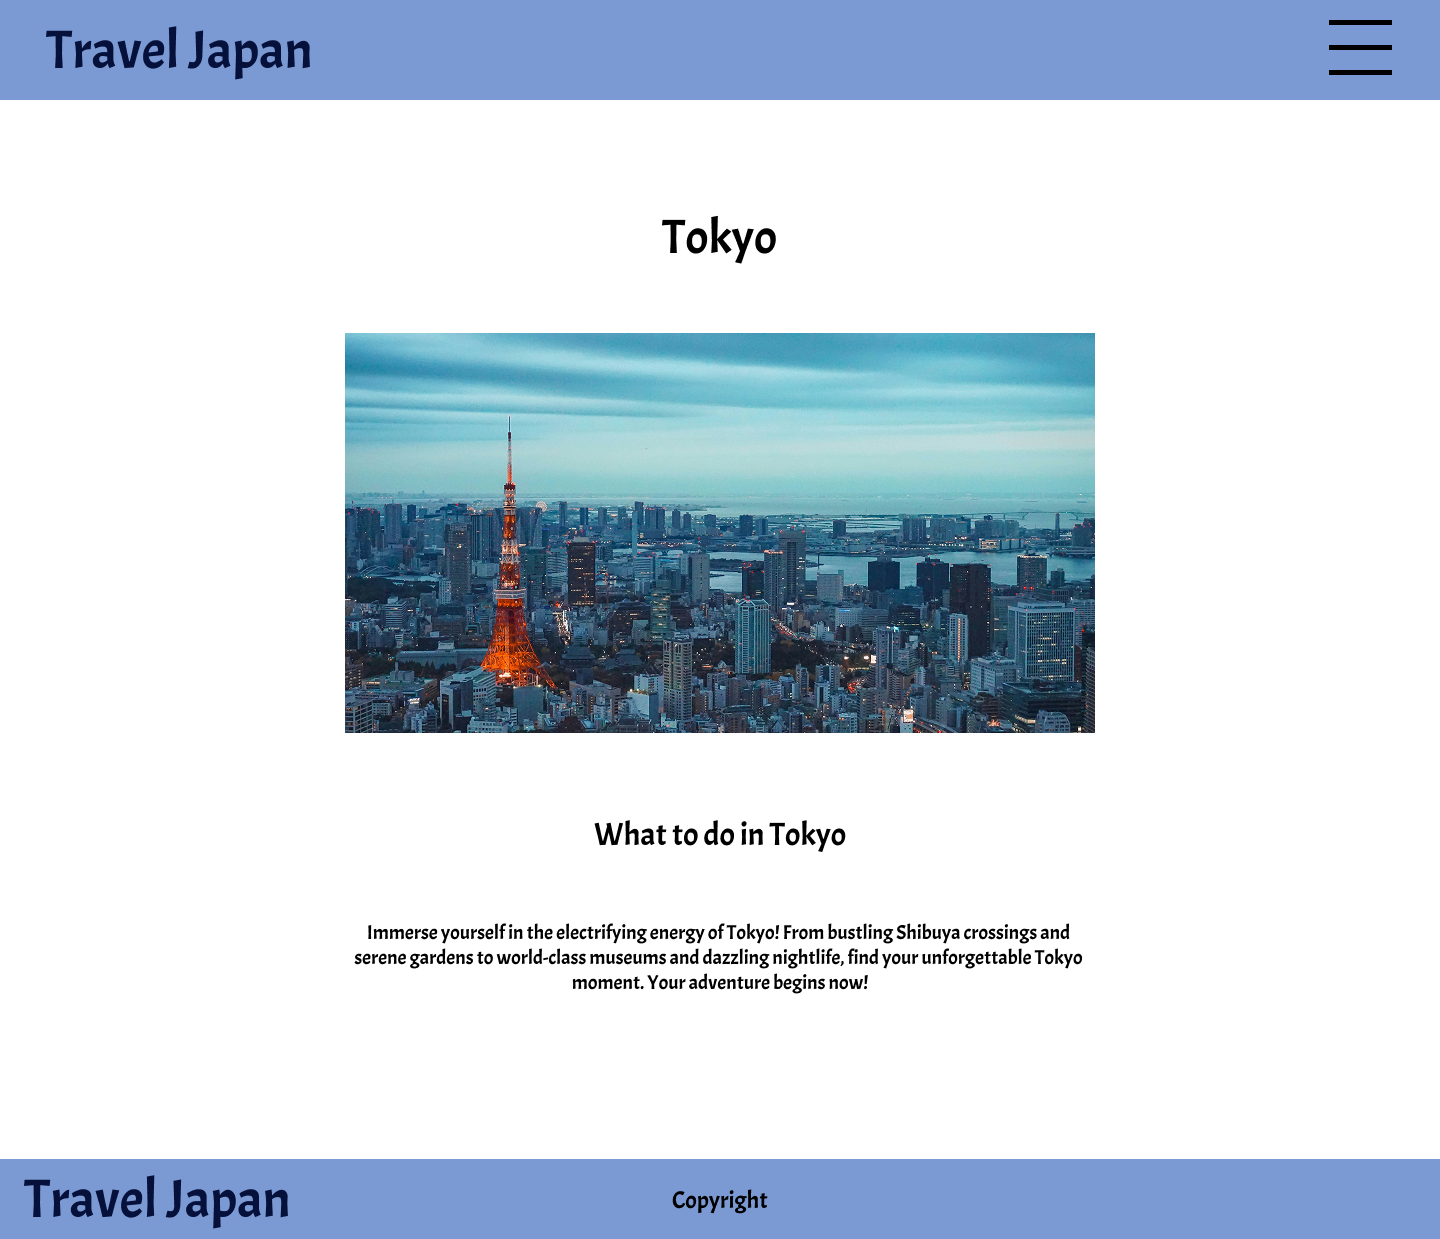 Travel Japan
Tokyo
What to do in Tokyo
Immerse yourself in the electrifying energy of Tokyo! From bustling Shibuya crossings and
serene gardens to world-class museums and dazzling nightlife, find your unforgettable Tokyo
moment. Your adventure begins now!
Travel Japan
Copyright